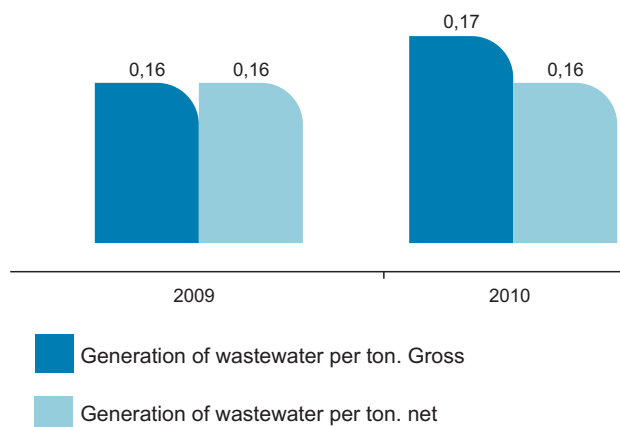 0,17
0,16 0,16 0,16
2009 2010
Generation of wastewater per ton. Gross
Generation of wastewater per ton. net